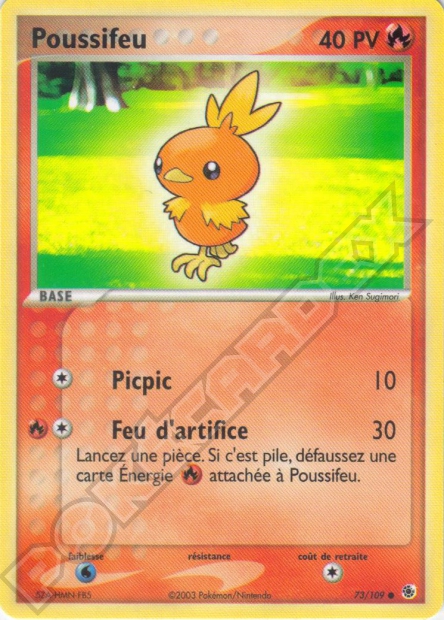 Poussifeu 40 PV
BASE
Illus. Ken Sugimori
Picpic 10
Feu d'artifice 30
Lancez une pièce. Si c'est pile, défaussez une
carte Énergie attachée à Poussifeu.
faiblesse résistance coût de retraite
©2003 Pokémon/Nintendo 73/109
POKECARDEX